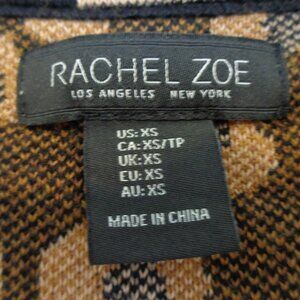 RACHEL ZOE
LOS ANGELES NEW YORK
US: XS
CA: XS/TP
UK: XS
EU: XS
AU: XS
MADE IN CHINA